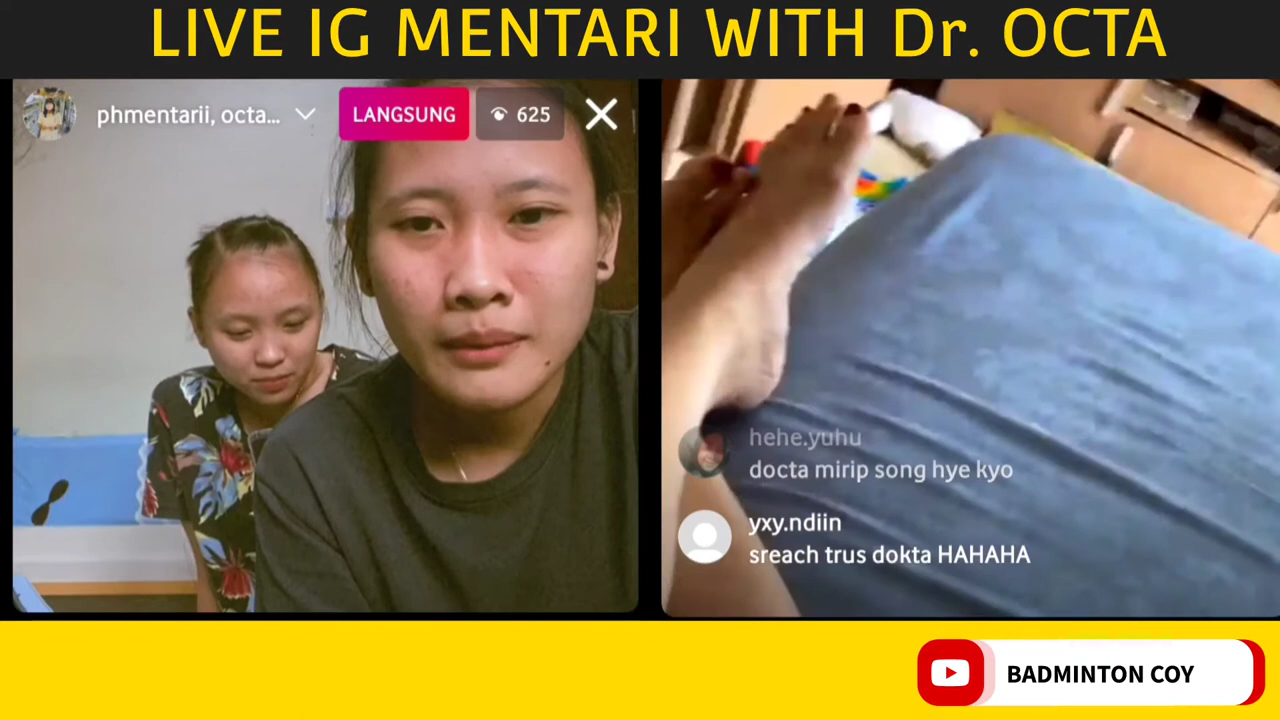 LIVE IG MENTARI WITH Dr. OCTA
phmentarii, octa...
LANGSUNG
625
hehe.yuhu
docta mirip song hye kyo
yxy.ndiin
sreach trus dokta HAHAHA
BADMINTON COY